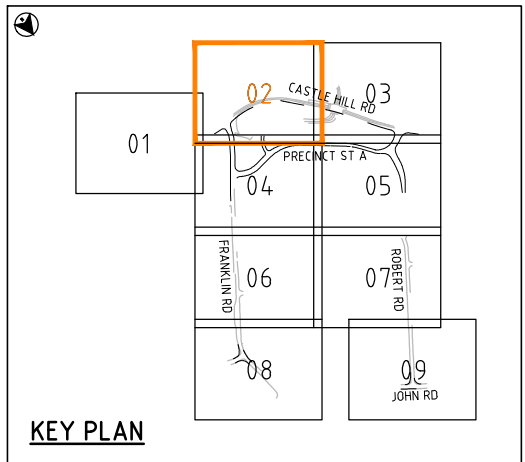 02
03
CASTLE HILL RD
01
PRECINCT ST A
04
05
FRANKLIN RD
06
07
ROBERT RD
08
09
JOHN RD
KEY PLAN